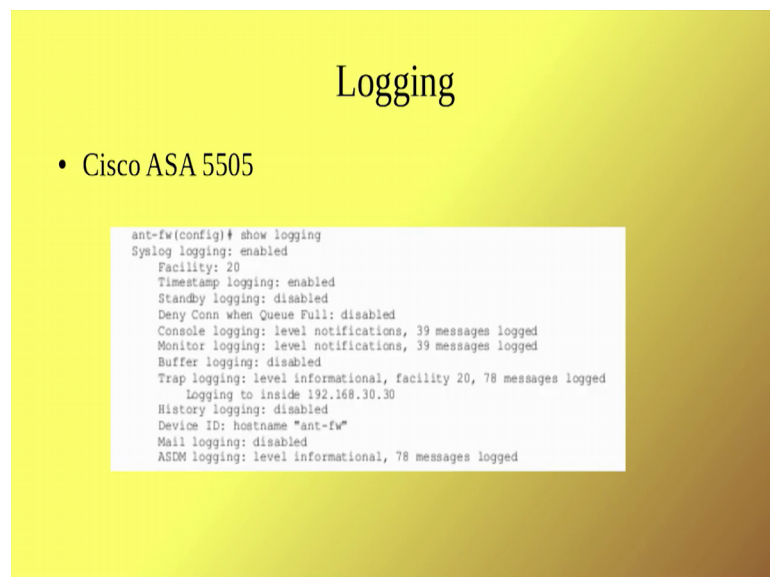 Logging
• Cisco ASA 5505
ant-fw(config)# show logging
Syslog logging: enabled
Facility: 20
Timestamp logging: enabled
Standby logging: disabled
Deny Conn when Queue Full: disabled
Console logging: level notifications, 39 messages logged
Monitor logging: level notifications, 39 messages logged
Buffer logging: disabled
Trap logging: level informational, facility 20, 78 messages logged
Logging to inside 192.168.30.30
History logging: disabled
Device ID: hostname "ant-fw"
Mail logging: disabled
ASDM logging: level informational, 78 messages logged